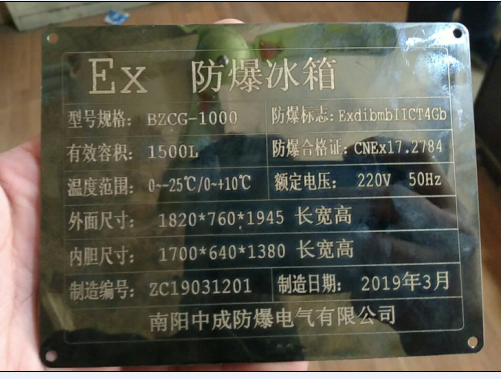 Ex 防爆冰箱
型号规格: BZCG-1000 防爆标志: ExdibmbIICT4Gb
有效容积: 1500L 防爆合格证: CNEx17.2784
温度范围: 0~-25℃/0~+10℃ 额定电压: 220V 50Hz
外面尺寸: 1820*760*1945 长宽高
内胆尺寸: 1700*640*1380 长宽高
制造编号: ZC19031201 制造日期: 2019年3月
南阳中成防爆电气有限公司